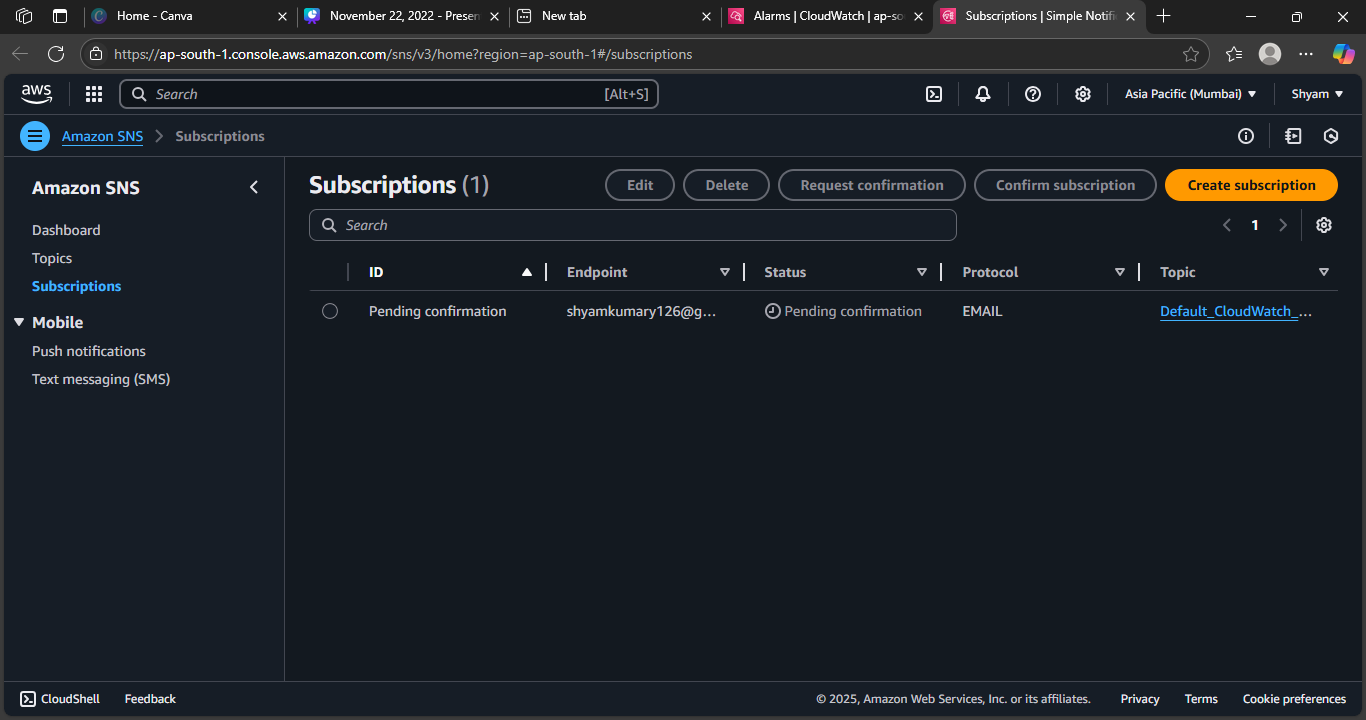 Home - Canva
November 22, 2022 - Presen
New tab
Alarms | CloudWatch | ap-so
Subscriptions | Simple Notifi
https://ap-south-1.console.aws.amazon.com/sns/v3/home?region=ap-south-1#/subscriptions
aws
Search
[Alt+S]
Asia Pacific (Mumbai)
Shyam
Amazon SNS
Subscriptions
Amazon SNS
Dashboard
Topics
Subscriptions
Mobile
Push notifications
Text messaging (SMS)
Subscriptions (1)
Edit
Delete
Request confirmation
Confirm subscription
Create subscription
Search
1
ID
Endpoint
Status
Protocol
Topic
Pending confirmation
shyamkumary126@g...
Pending confirmation
EMAIL
Default_CloudWatch_...
CloudShell
Feedback
© 2025, Amazon Web Services, Inc. or its affiliates.
Privacy
Terms
Cookie preferences